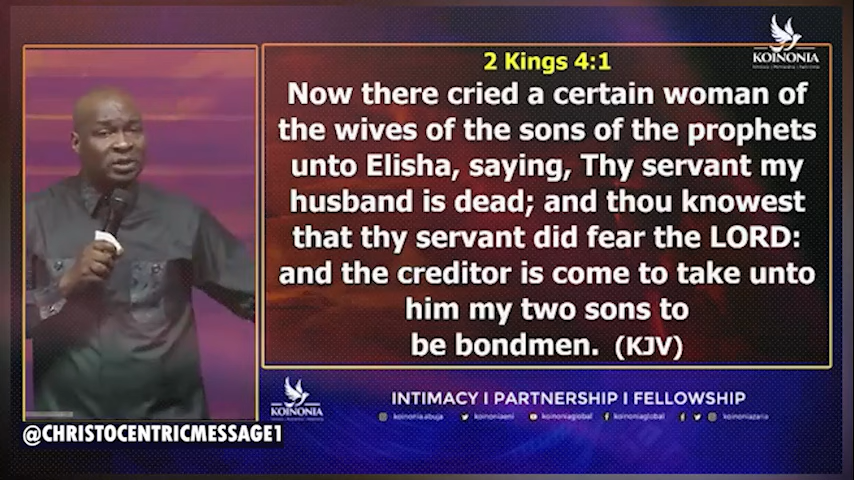 KOINONIA
2 Kings 4:1
Now there cried a certain woman of
the wives of the sons of the prophets
unto Elisha, saying, Thy servant my
husband is dead; and thou knowest
that thy servant did fear the LORD:
and the creditor is come to take unto
him my two sons to
be bondmen. (KJV)
KOINONIA
INTIMACY I PARTNERSHIP I FELLOWSHIP
koinonia.abuja koinoniaeni koinoniaglobal koinoniaglobal koinoniazaria
@CHRISTOCENTRICMESSAGE1